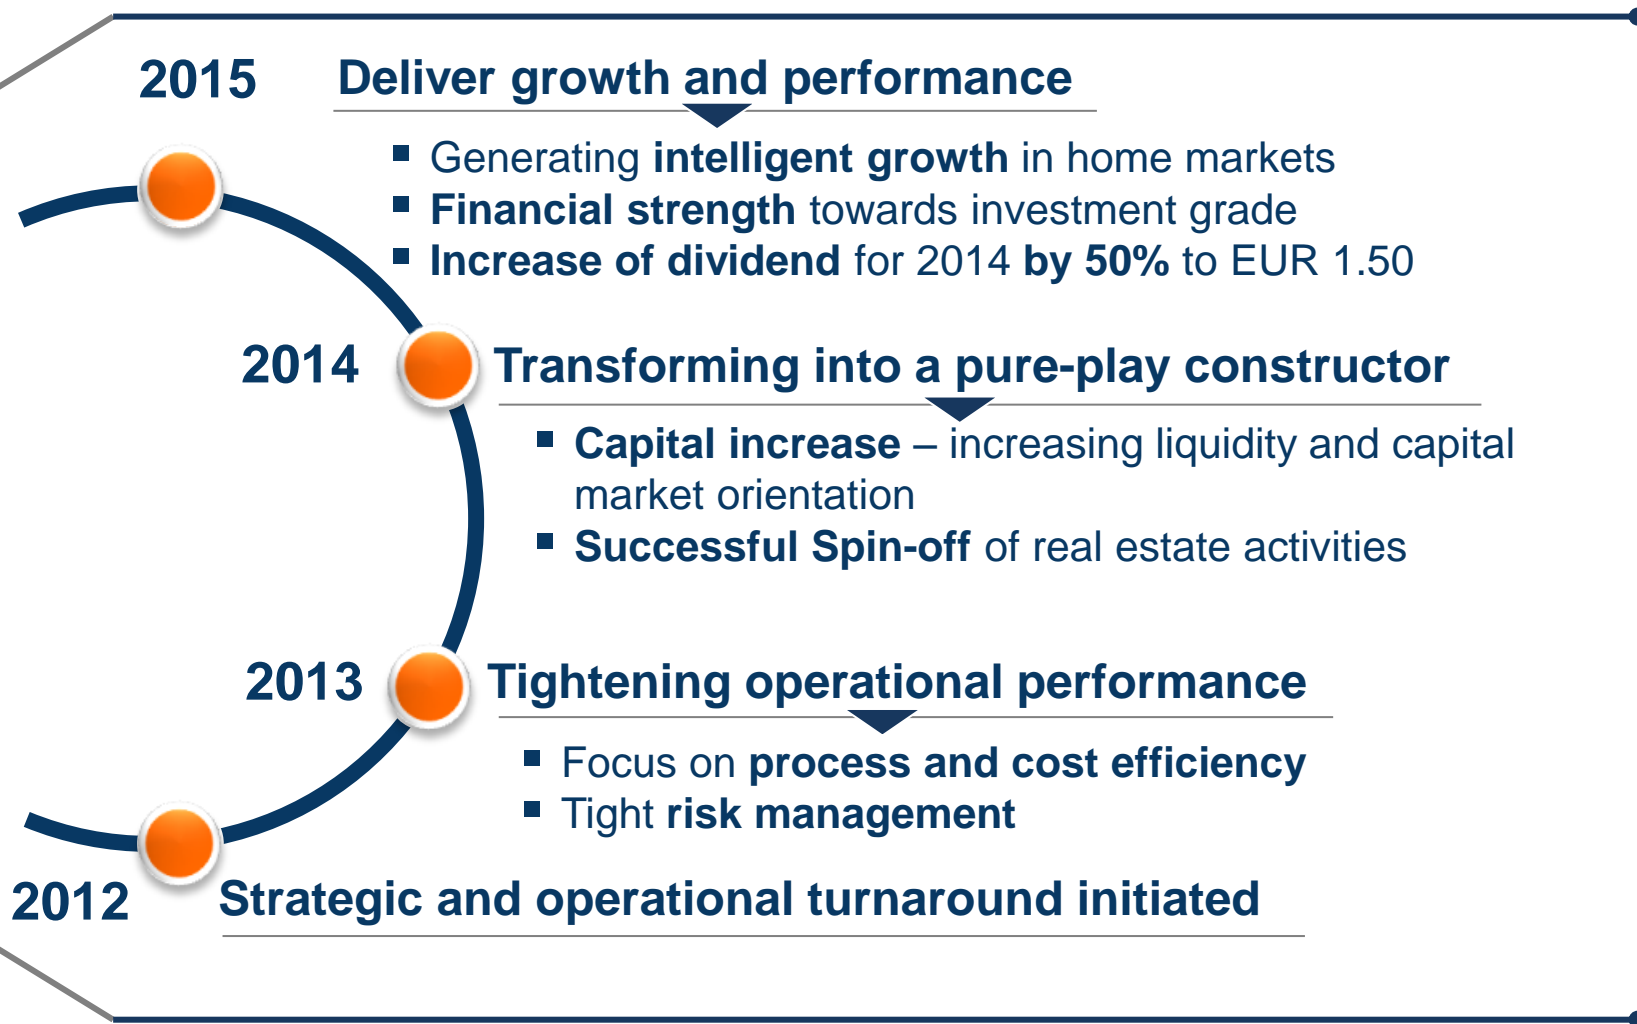 2015 Deliver growth and performance
▪ Generating intelligent growth in home markets
▪ Financial strength towards investment grade
▪ Increase of dividend for 2014 by 50% to EUR 1.50
2014 Transforming into a pure-play constructor
▪ Capital increase – increasing liquidity and capital
market orientation
▪ Successful Spin-off of real estate activities
2013 Tightening operational performance
▪ Focus on process and cost efficiency
▪ Tight risk management
2012 Strategic and operational turnaround initiated